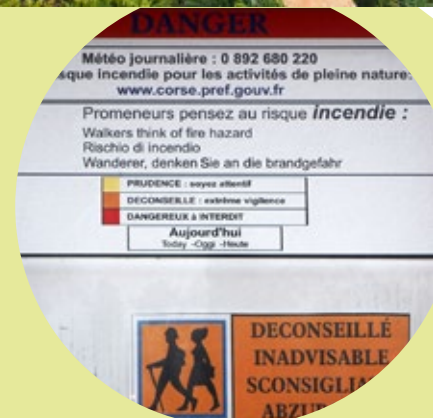 DANGER
Météo journalière : 0 892 680 220
sque incendie pour les activités de pleine nature:
www.corse.pref.gouv.fr
Promeneurs pensez au risque incendie :
Walkers think of fire hazard
Rischio di incendio
Wanderer, denken Sie an die brandgefahr
PRUDENCE : soyez attentif
DECONSEILLE : extrême vigilence
DANGEREUX & INTERDIT
Aujourd'hui
Today -Oggi -Heute
DECONSEILLÉ
INADVISABLE
SCONSIGLIA
ABZU